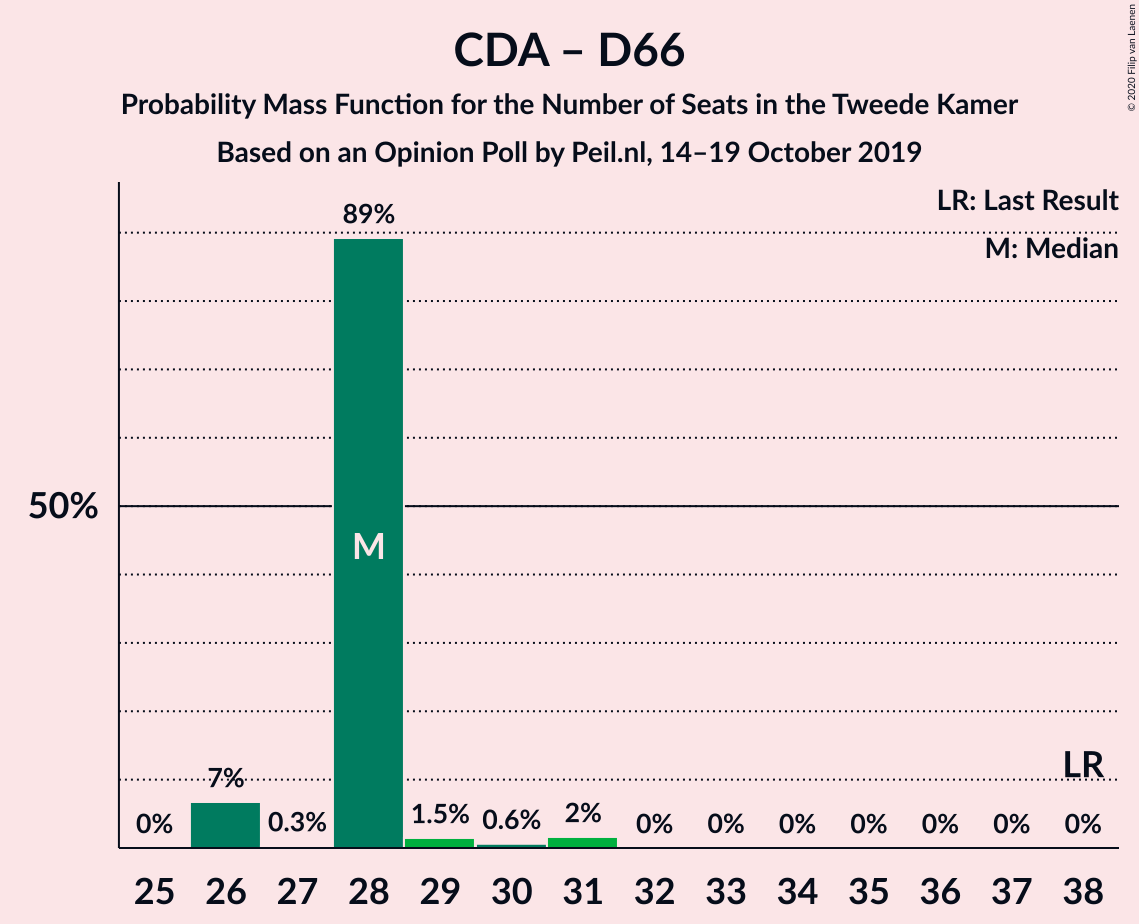 CDA – D66
Probability Mass Function for the Number of Seats in the Tweede Kamer
Based on an Opinion Poll by Peil.nl, 14–19 October 2019
© 2020 Filip van Laenen
LR: Last Result
M: Median
89%
50%
M
LR
7%
0% 0.3% 1.5% 0.6% 2% 0% 0% 0% 0% 0% 0% 0%
25 26 27 28 29 30 31 32 33 34 35 36 37 38